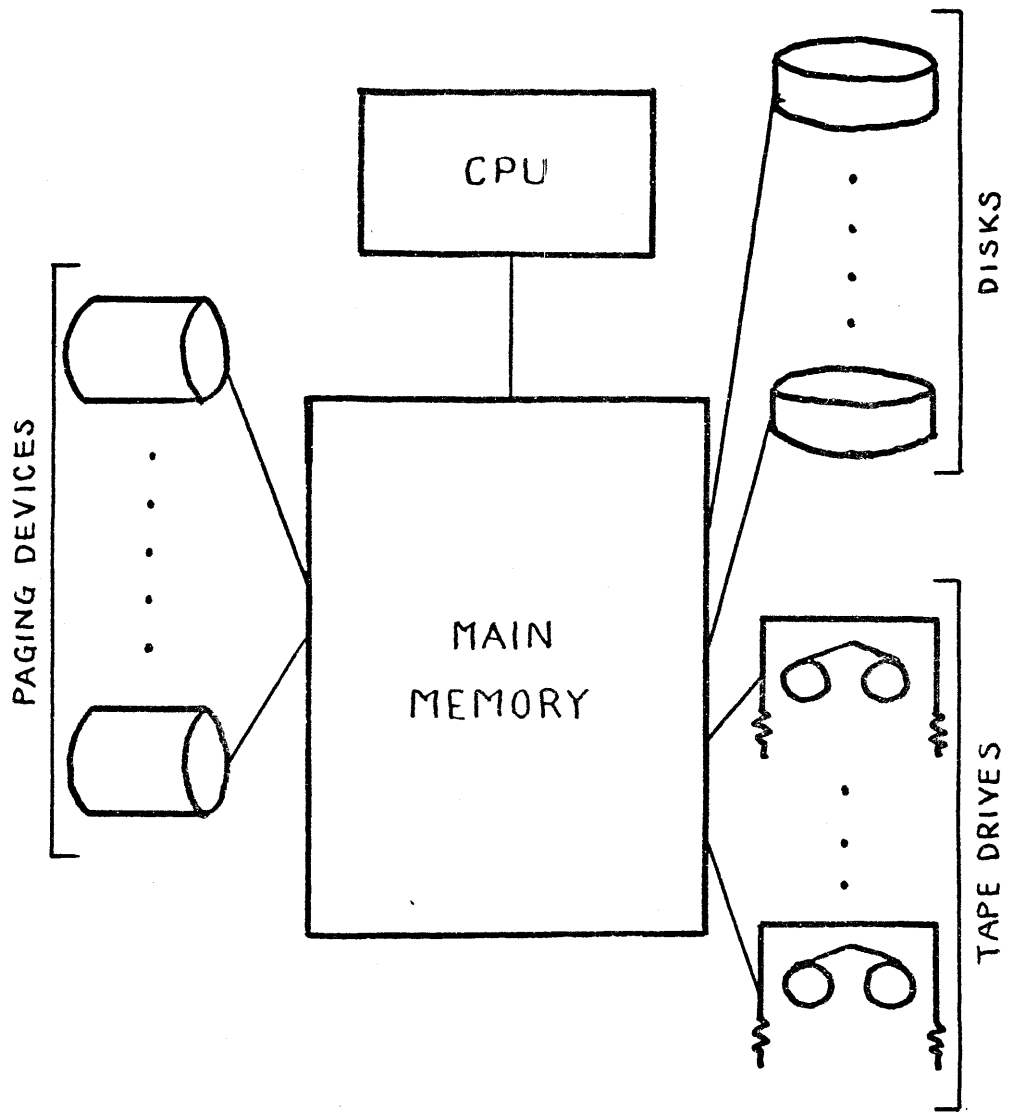 CPU
DISKS
PAGING DEVICES
MAIN
MEMORY
TAPE DRIVES